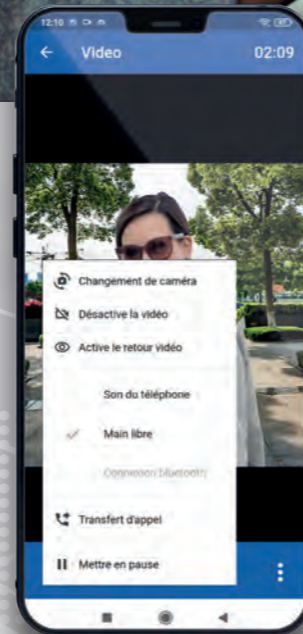 12:10
Video 02:09
Changement de caméra
Désactive la vidéo
Active le retour vidéo
Son du téléphone
Main libre
Connexion bluetooth
Transfert d'appel
Mettre en pause